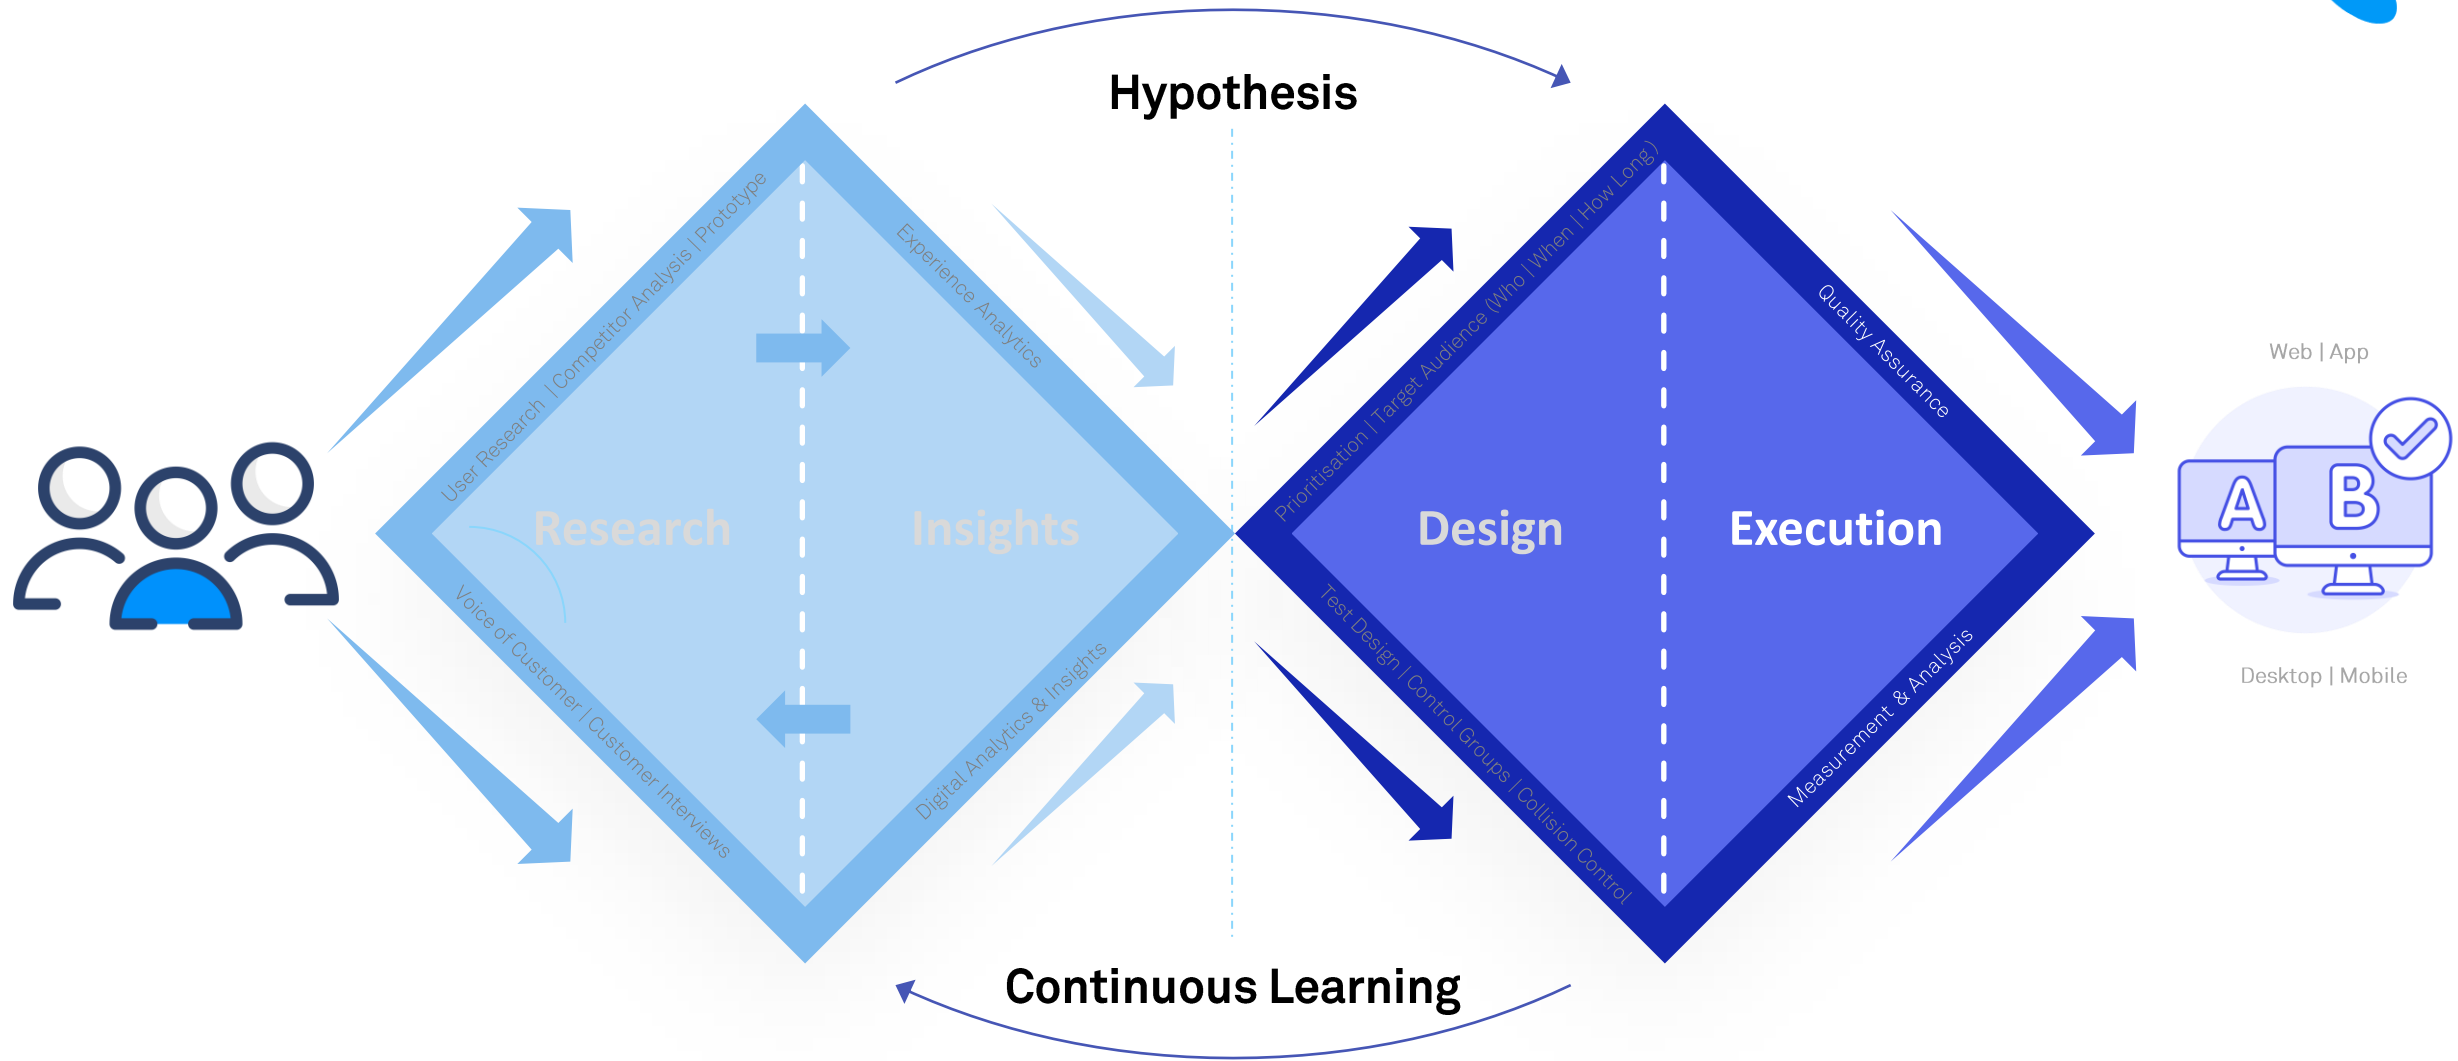 Hypothesis
User Research | Competitor Analysis | Prototype
Experience Analytics
Research
Insights
Voice of Customer | Customer Interviews
Digital Analytics & Insights
Prioritisation | Target Audience (Who | When | How Long)
Quality Assurance
Design
Execution
Test Design | Control Groups | Collision Control
Measurement & Analysis
Web | App
A
B
Desktop | Mobile
Continuous Learning